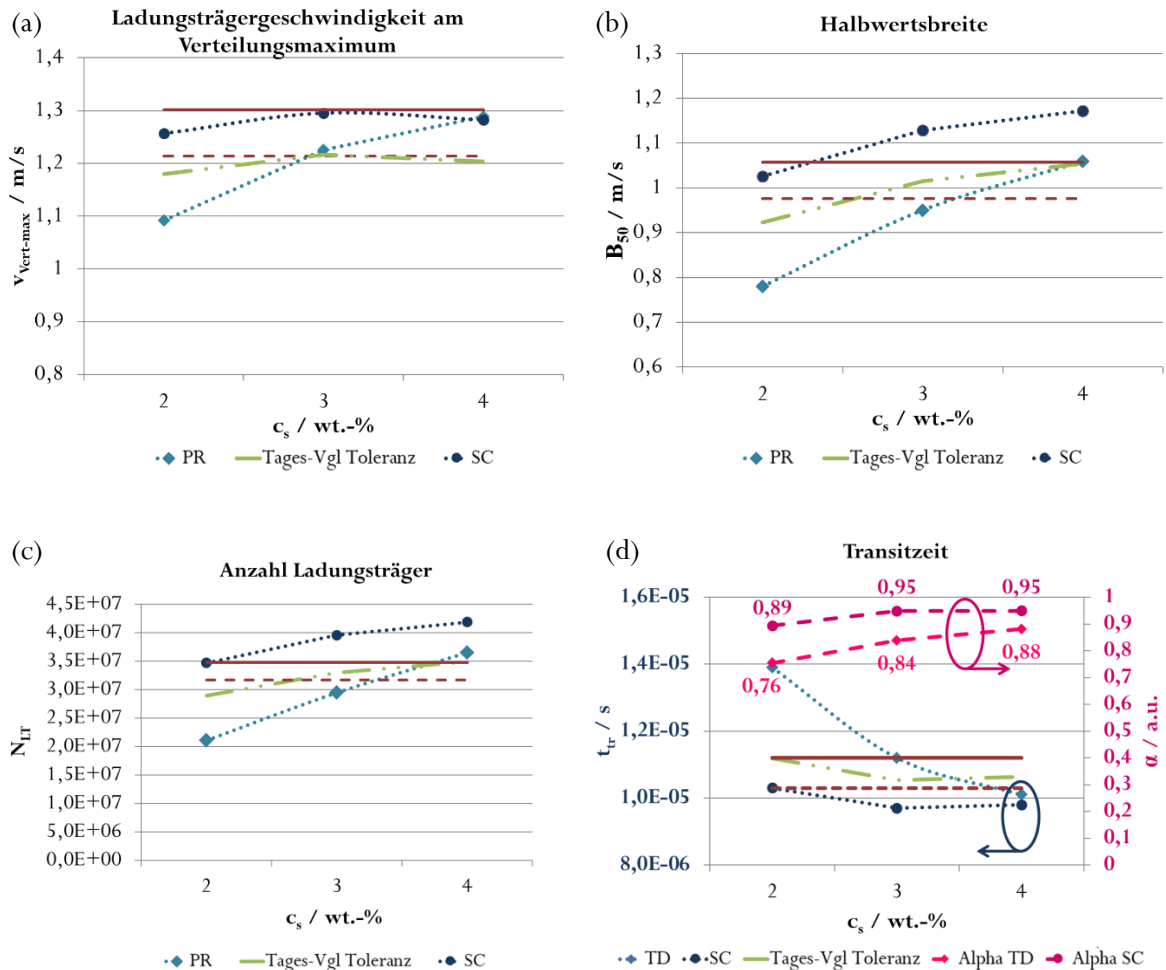 (a)
Ladungsträgergeschwindigkeit am
Verteilungsmaximum
1,4
1,3
1,2
1,1
1
0,9
0,8
v_Vert-max / m/s
2 3 4
c_s / wt.-%
PR Tages-Vgl Toleranz SC
(b)
Halbwertsbreite
1,3
1,2
1,1
1
0,9
0,8
0,7
0,6
B_50 / m/s
2 3 4
c_s / wt.-%
PR Tages-Vgl Toleranz SC
(c)
Anzahl Ladungsträger
4,5E+07
4,0E+07
3,5E+07
3,0E+07
2,5E+07
2,0E+07
1,5E+07
1,0E+07
5,0E+06
0,0E+00
N_LT
2 3 4
c_s / wt.-%
PR Tages-Vgl Toleranz SC
(d)
Transitzeit
1,6E-05
1,4E-05
1,2E-05
1,0E-05
8,0E-06
t_tr / s
0,89 0,95 0,95
0,76 0,84 0,88
1
0,9
0,8
0,7
0,6
0,5
0,4
0,3
0,2
0,1
0
α / a.u.
2 3 4
c_s / wt.-%
TD SC Tages-Vgl Toleranz Alpha TD Alpha SC